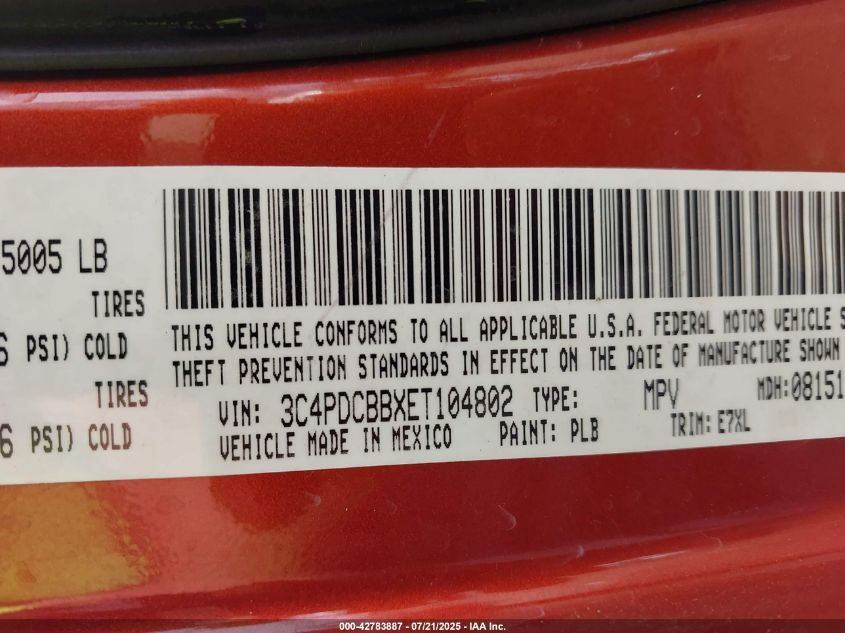 5005 LB
TIRES
6 PSI) COLD
TIRES
6 PSI) COLD
THIS VEHICLE CONFORMS TO ALL APPLICABLE U.S.A. FEDERAL MOTOR VEHICLE S
THEFT PREVENTION STANDARDS IN EFFECT ON THE DATE OF MANUFACTURE SHOWN
VIN: 3C4PDCBBXET104802 TYPE: MPV MDH:08151
VEHICLE MADE IN MEXICO PAINT: PLB TRIM: E7XL
000-42783887 - 07/21/2025 - IAA Inc.